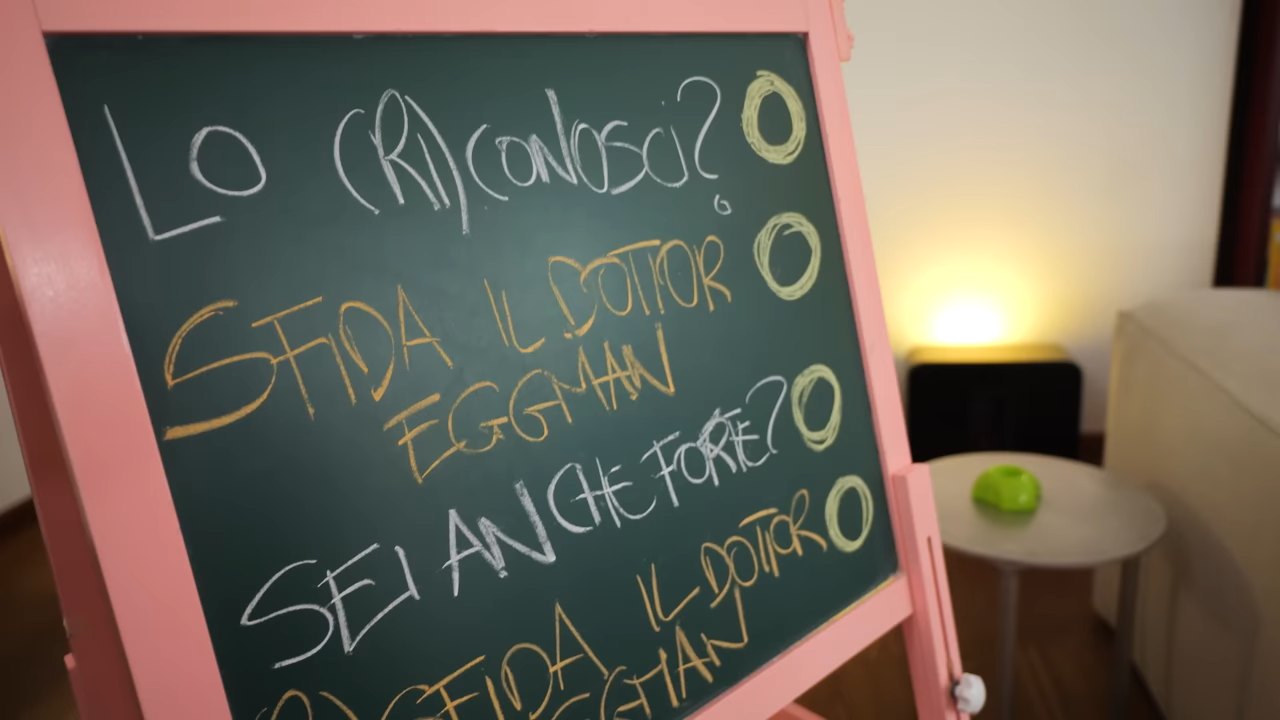 LO (RI)CONOSCI?
SFIDA IL DOTTOR
EGGMAN
SEI ANCHE FORTE?
SFIDA IL DOTTOR
EGGMAN